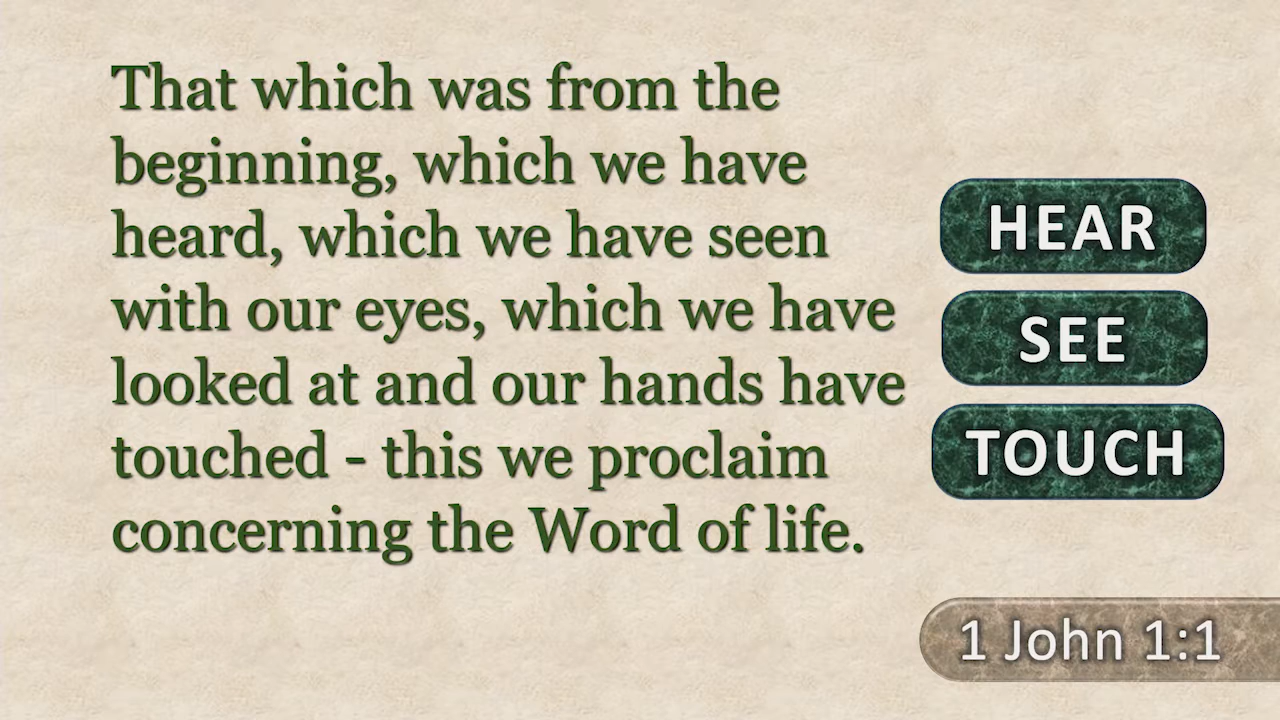 That which was from the
beginning, which we have
heard, which we have seen
with our eyes, which we have
looked at and our hands have
touched - this we proclaim
concerning the Word of life.
HEAR
SEE
TOUCH
1 John 1:1